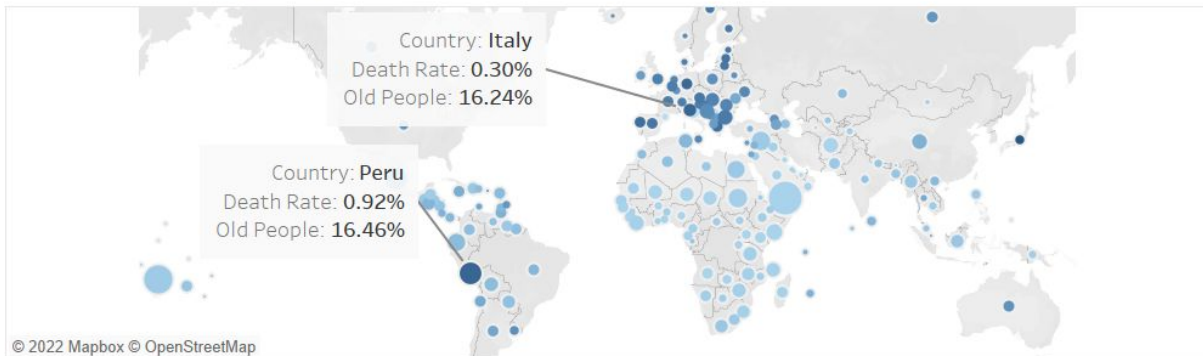 Country: Italy
Death Rate: 0.30%
Old People: 16.24%
Country: Peru
Death Rate: 0.92%
Old People: 16.46%
© 2022 Mapbox © OpenStreetMap